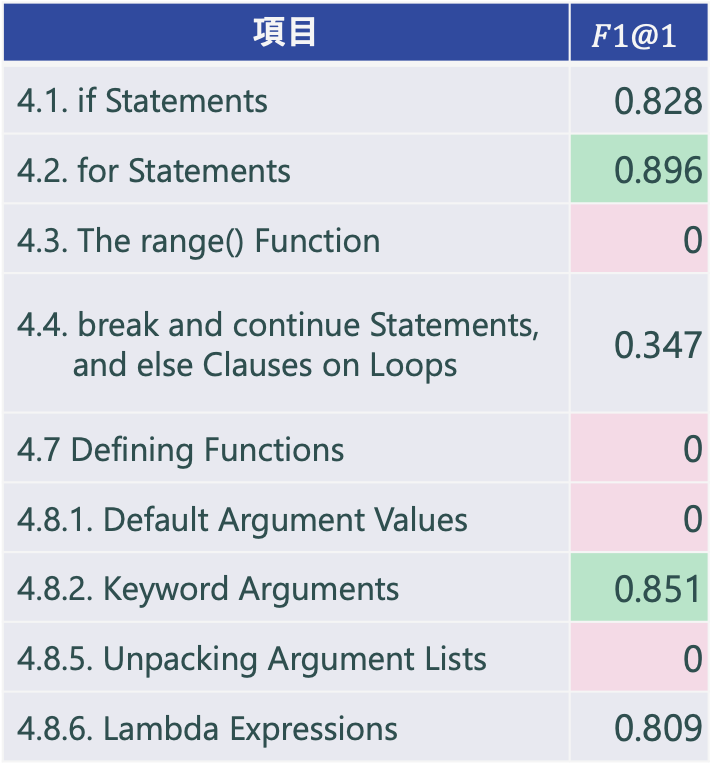 項目 F1@1
4.1. if Statements 0.828
4.2. for Statements 0.896
4.3. The range() Function 0
4.4. break and continue Statements,
and else Clauses on Loops 0.347
4.7 Defining Functions 0
4.8.1. Default Argument Values 0
4.8.2. Keyword Arguments 0.851
4.8.5. Unpacking Argument Lists 0
4.8.6. Lambda Expressions 0.809